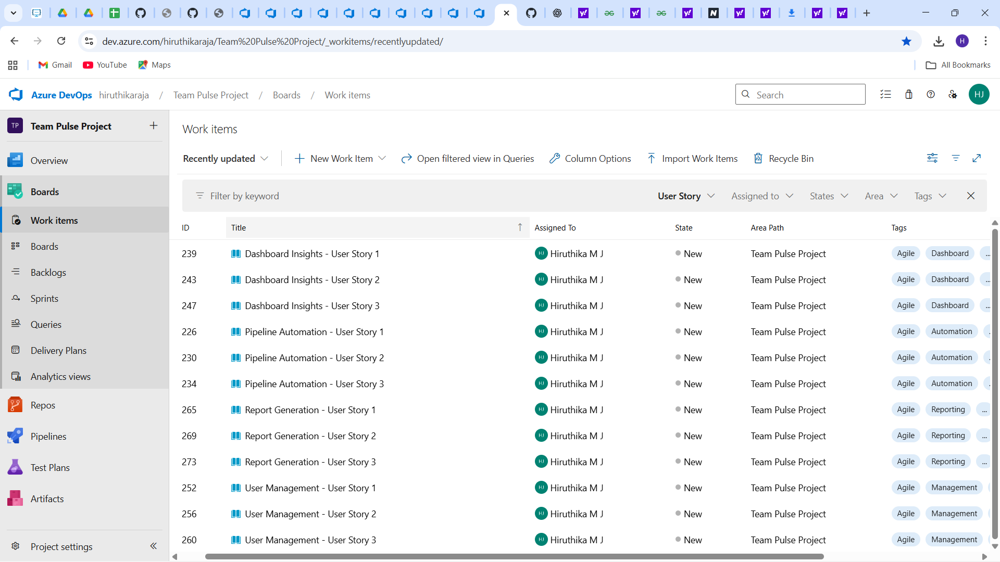 dev.azure.com/hiruthikaraja/Team%20Pulse%20Project/_workitems/recentlyupdated/
H
Gmail YouTube Maps All Bookmarks
Azure DevOps hiruthikaraja / Team Pulse Project / Boards / Work items Search HJ
TP Team Pulse Project
Overview
Boards
Work items
Boards
Backlogs
Sprints
Queries
Delivery Plans
Analytics views
Repos
Pipelines
Test Plans
Artifacts
Project settings
Work items
Recently updated New Work Item Open filtered view in Queries Column Options Import Work Items Recycle Bin
Filter by keyword User Story Assigned to States Area Tags
ID Title Assigned To State Area Path Tags
239 Dashboard Insights - User Story 1 HJ Hiruthika M J New Team Pulse Project Agile Dashboard ...
243 Dashboard Insights - User Story 2 HJ Hiruthika M J New Team Pulse Project Agile Dashboard ...
247 Dashboard Insights - User Story 3 HJ Hiruthika M J New Team Pulse Project Agile Dashboard ...
226 Pipeline Automation - User Story 1 HJ Hiruthika M J New Team Pulse Project Agile Automation
230 Pipeline Automation - User Story 2 HJ Hiruthika M J New Team Pulse Project Agile Automation
234 Pipeline Automation - User Story 3 HJ Hiruthika M J New Team Pulse Project Agile Automation
265 Report Generation - User Story 1 HJ Hiruthika M J New Team Pulse Project Agile Reporting ...
269 Report Generation - User Story 2 HJ Hiruthika M J New Team Pulse Project Agile Reporting ...
273 Report Generation - User Story 3 HJ Hiruthika M J New Team Pulse Project Agile Reporting ...
252 User Management - User Story 1 HJ Hiruthika M J New Team Pulse Project Agile Management
256 User Management - User Story 2 HJ Hiruthika M J New Team Pulse Project Agile Management
260 User Management - User Story 3 HJ Hiruthika M J New Team Pulse Project Agile Management